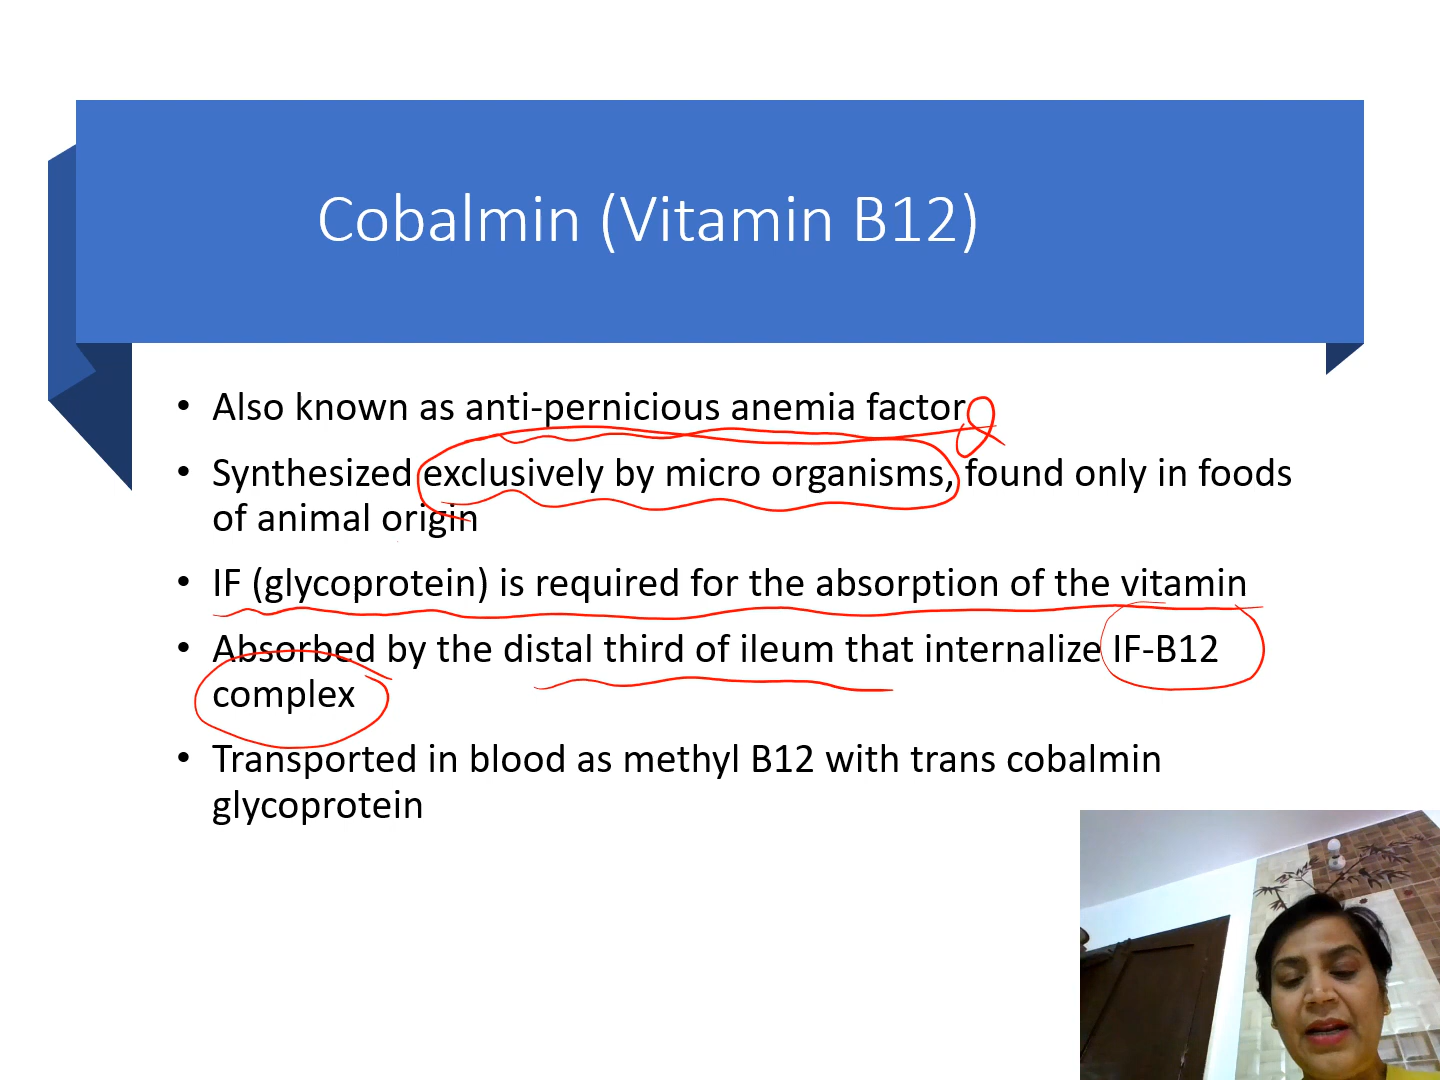 Cobalmin (Vitamin B12)
• Also known as anti-pernicious anemia factor
• Synthesized exclusively by micro organisms, found only in foods
of animal origin
• IF (glycoprotein) is required for the absorption of the vitamin
• Absorbed by the distal third of ileum that internalize IF-B12
complex
• Transported in blood as methyl B12 with trans cobalmin
glycoprotein